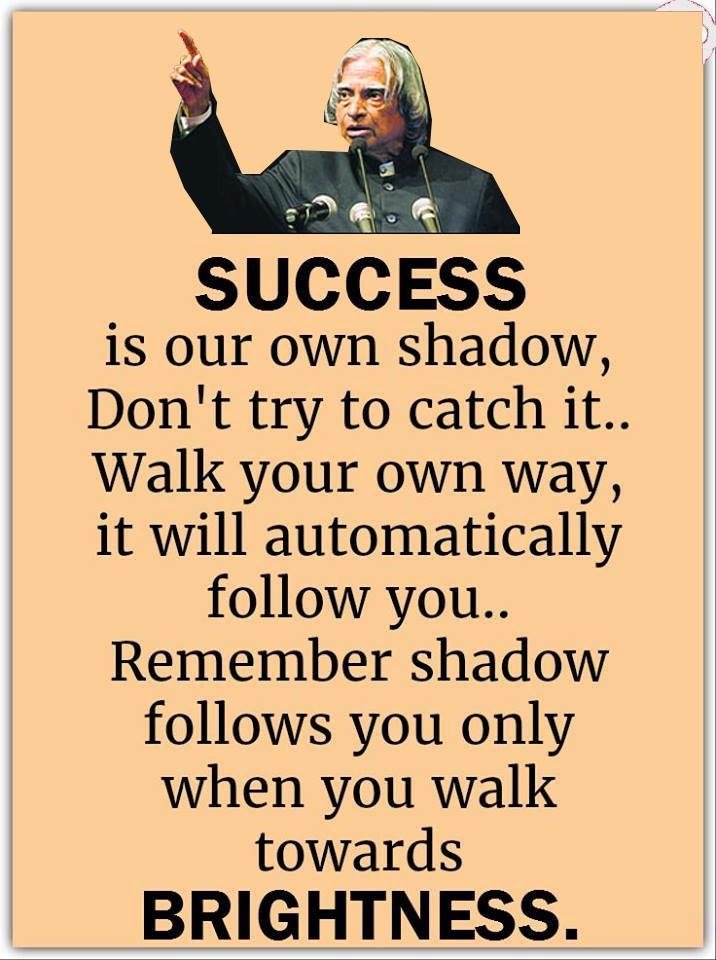 SUCCESS
is our own shadow,
Don't try to catch it..
Walk your own way,
it will automatically
follow you..
Remember shadow
follows you only
when you walk
towards
BRIGHTNESS.